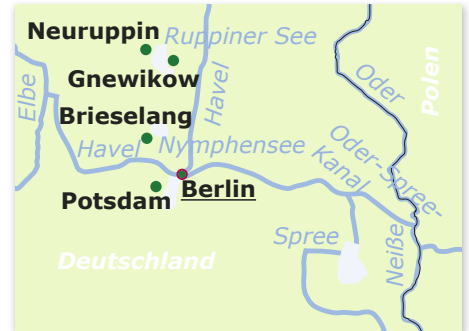 Neuruppin
Ruppiner See
Gnewikow
Elbe
Havel
Oder
Polen
Brieselang
Havel
Nymphensee
Oder-Spree-
Kanal
Potsdam
Berlin
Spree
Neiße
Deutschland